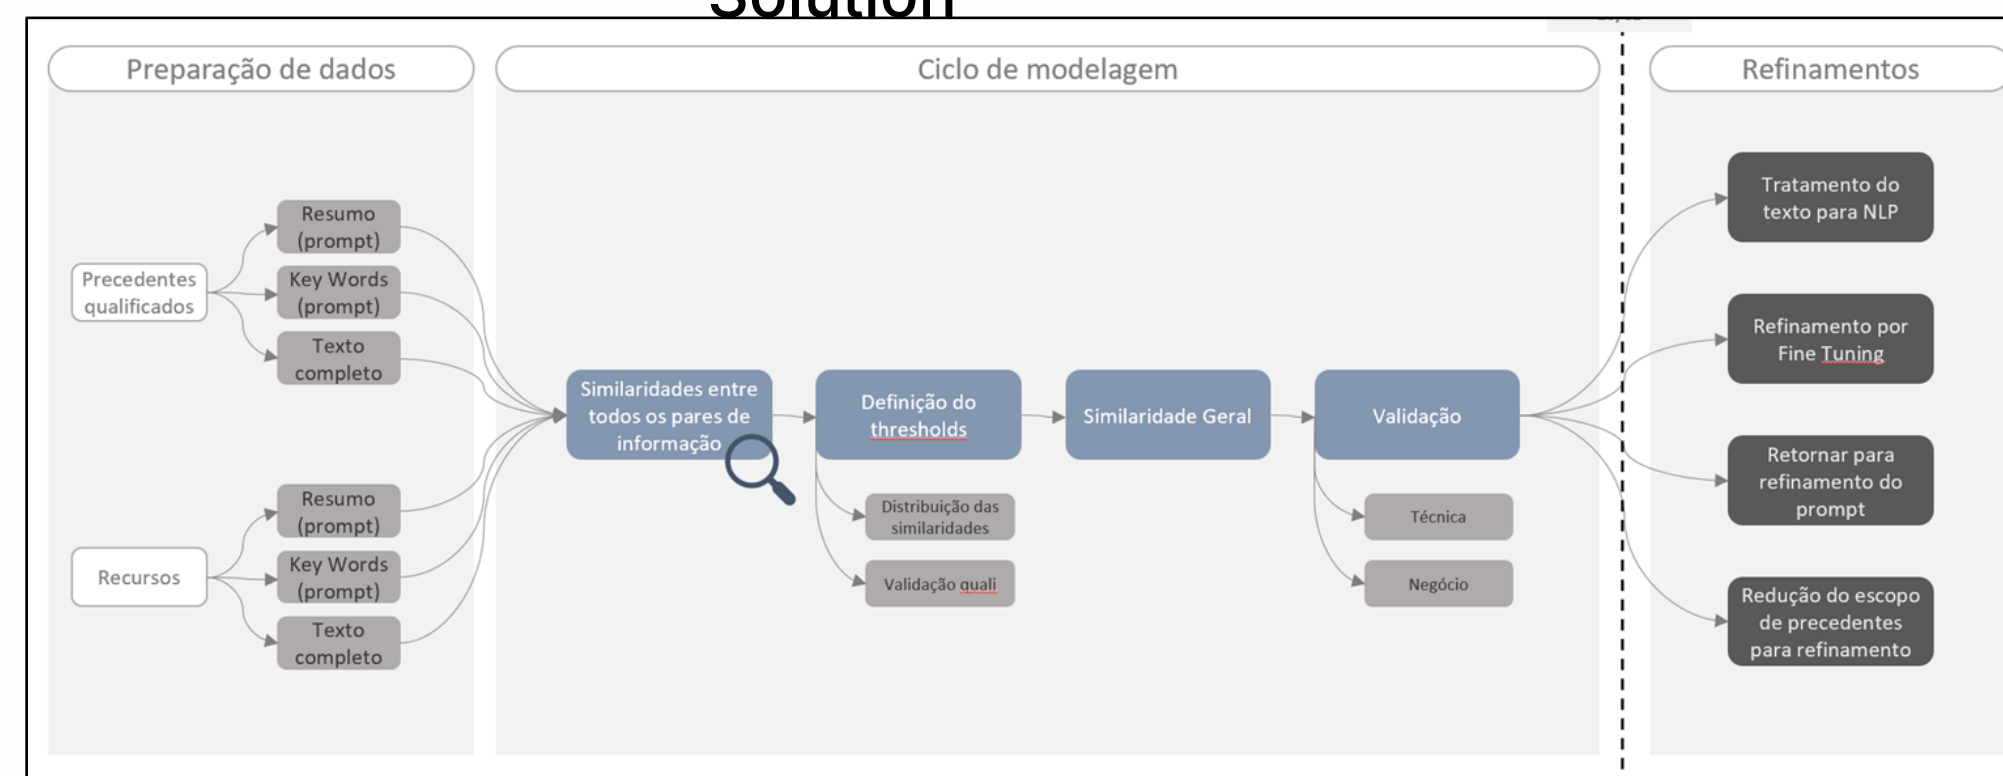 Solution
Preparação de dados
Ciclo de modelagem
Refinamentos
Precedentes
qualificados
Resumo
(prompt)
Key Words
(prompt)
Texto
completo
Recursos
Resumo
(prompt)
Key Words
(prompt)
Texto
completo
Similaridades entre
todos os pares de
informação
Definição do
thresholds
Distribuição das
similaridades
Validação quali
Similaridade Geral
Validação
Técnica
Negócio
Tratamento do
texto para NLP
Refinamento por
Fine Tuning
Retornar para
refinamento do
prompt
Redução do escopo
de precedentes
para refinamento